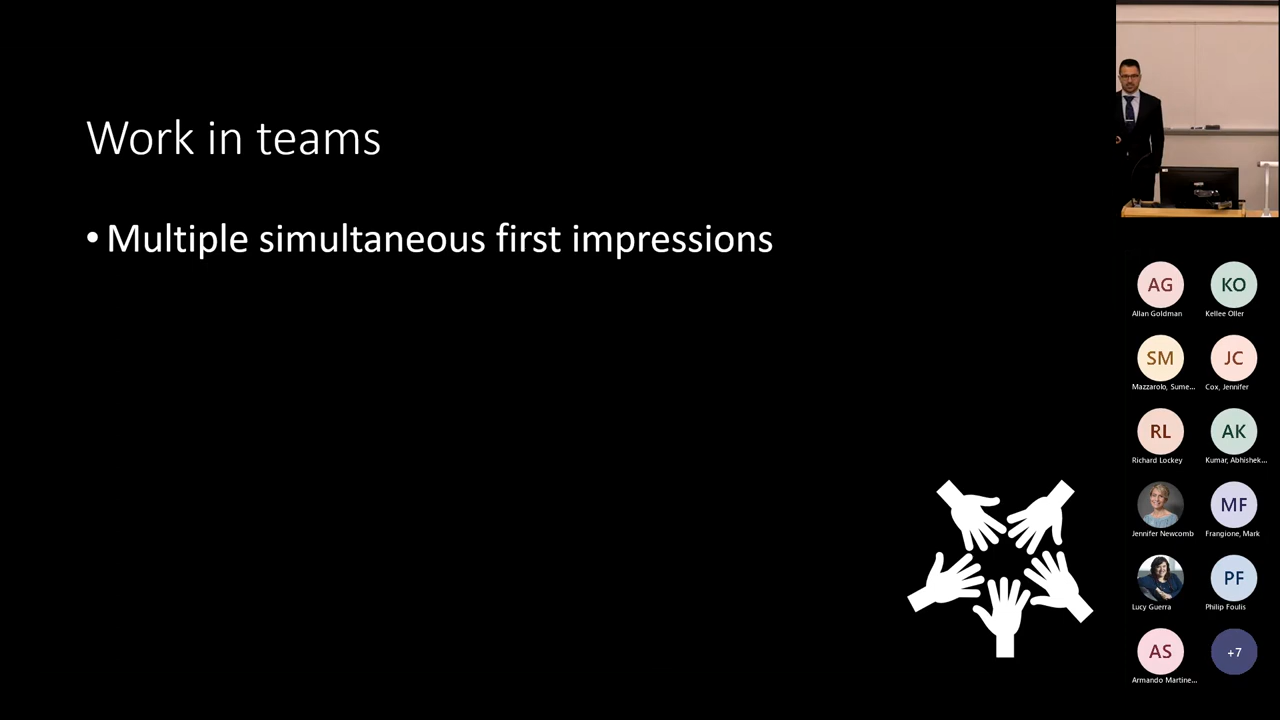 Work in teams
• Multiple simultaneous first impressions
AG
Allan Goldman
KO
Kellee Oller
SM
Mazzarolo, Sume...
JC
Cox, Jennifer
RL
Richard Lockey
AK
Kumar, Abhishek...
Jennifer Newcomb
MF
Frangione, Mark
Lucy Guerra
PF
Philip Foulis
AS
Armando Martine...
+7